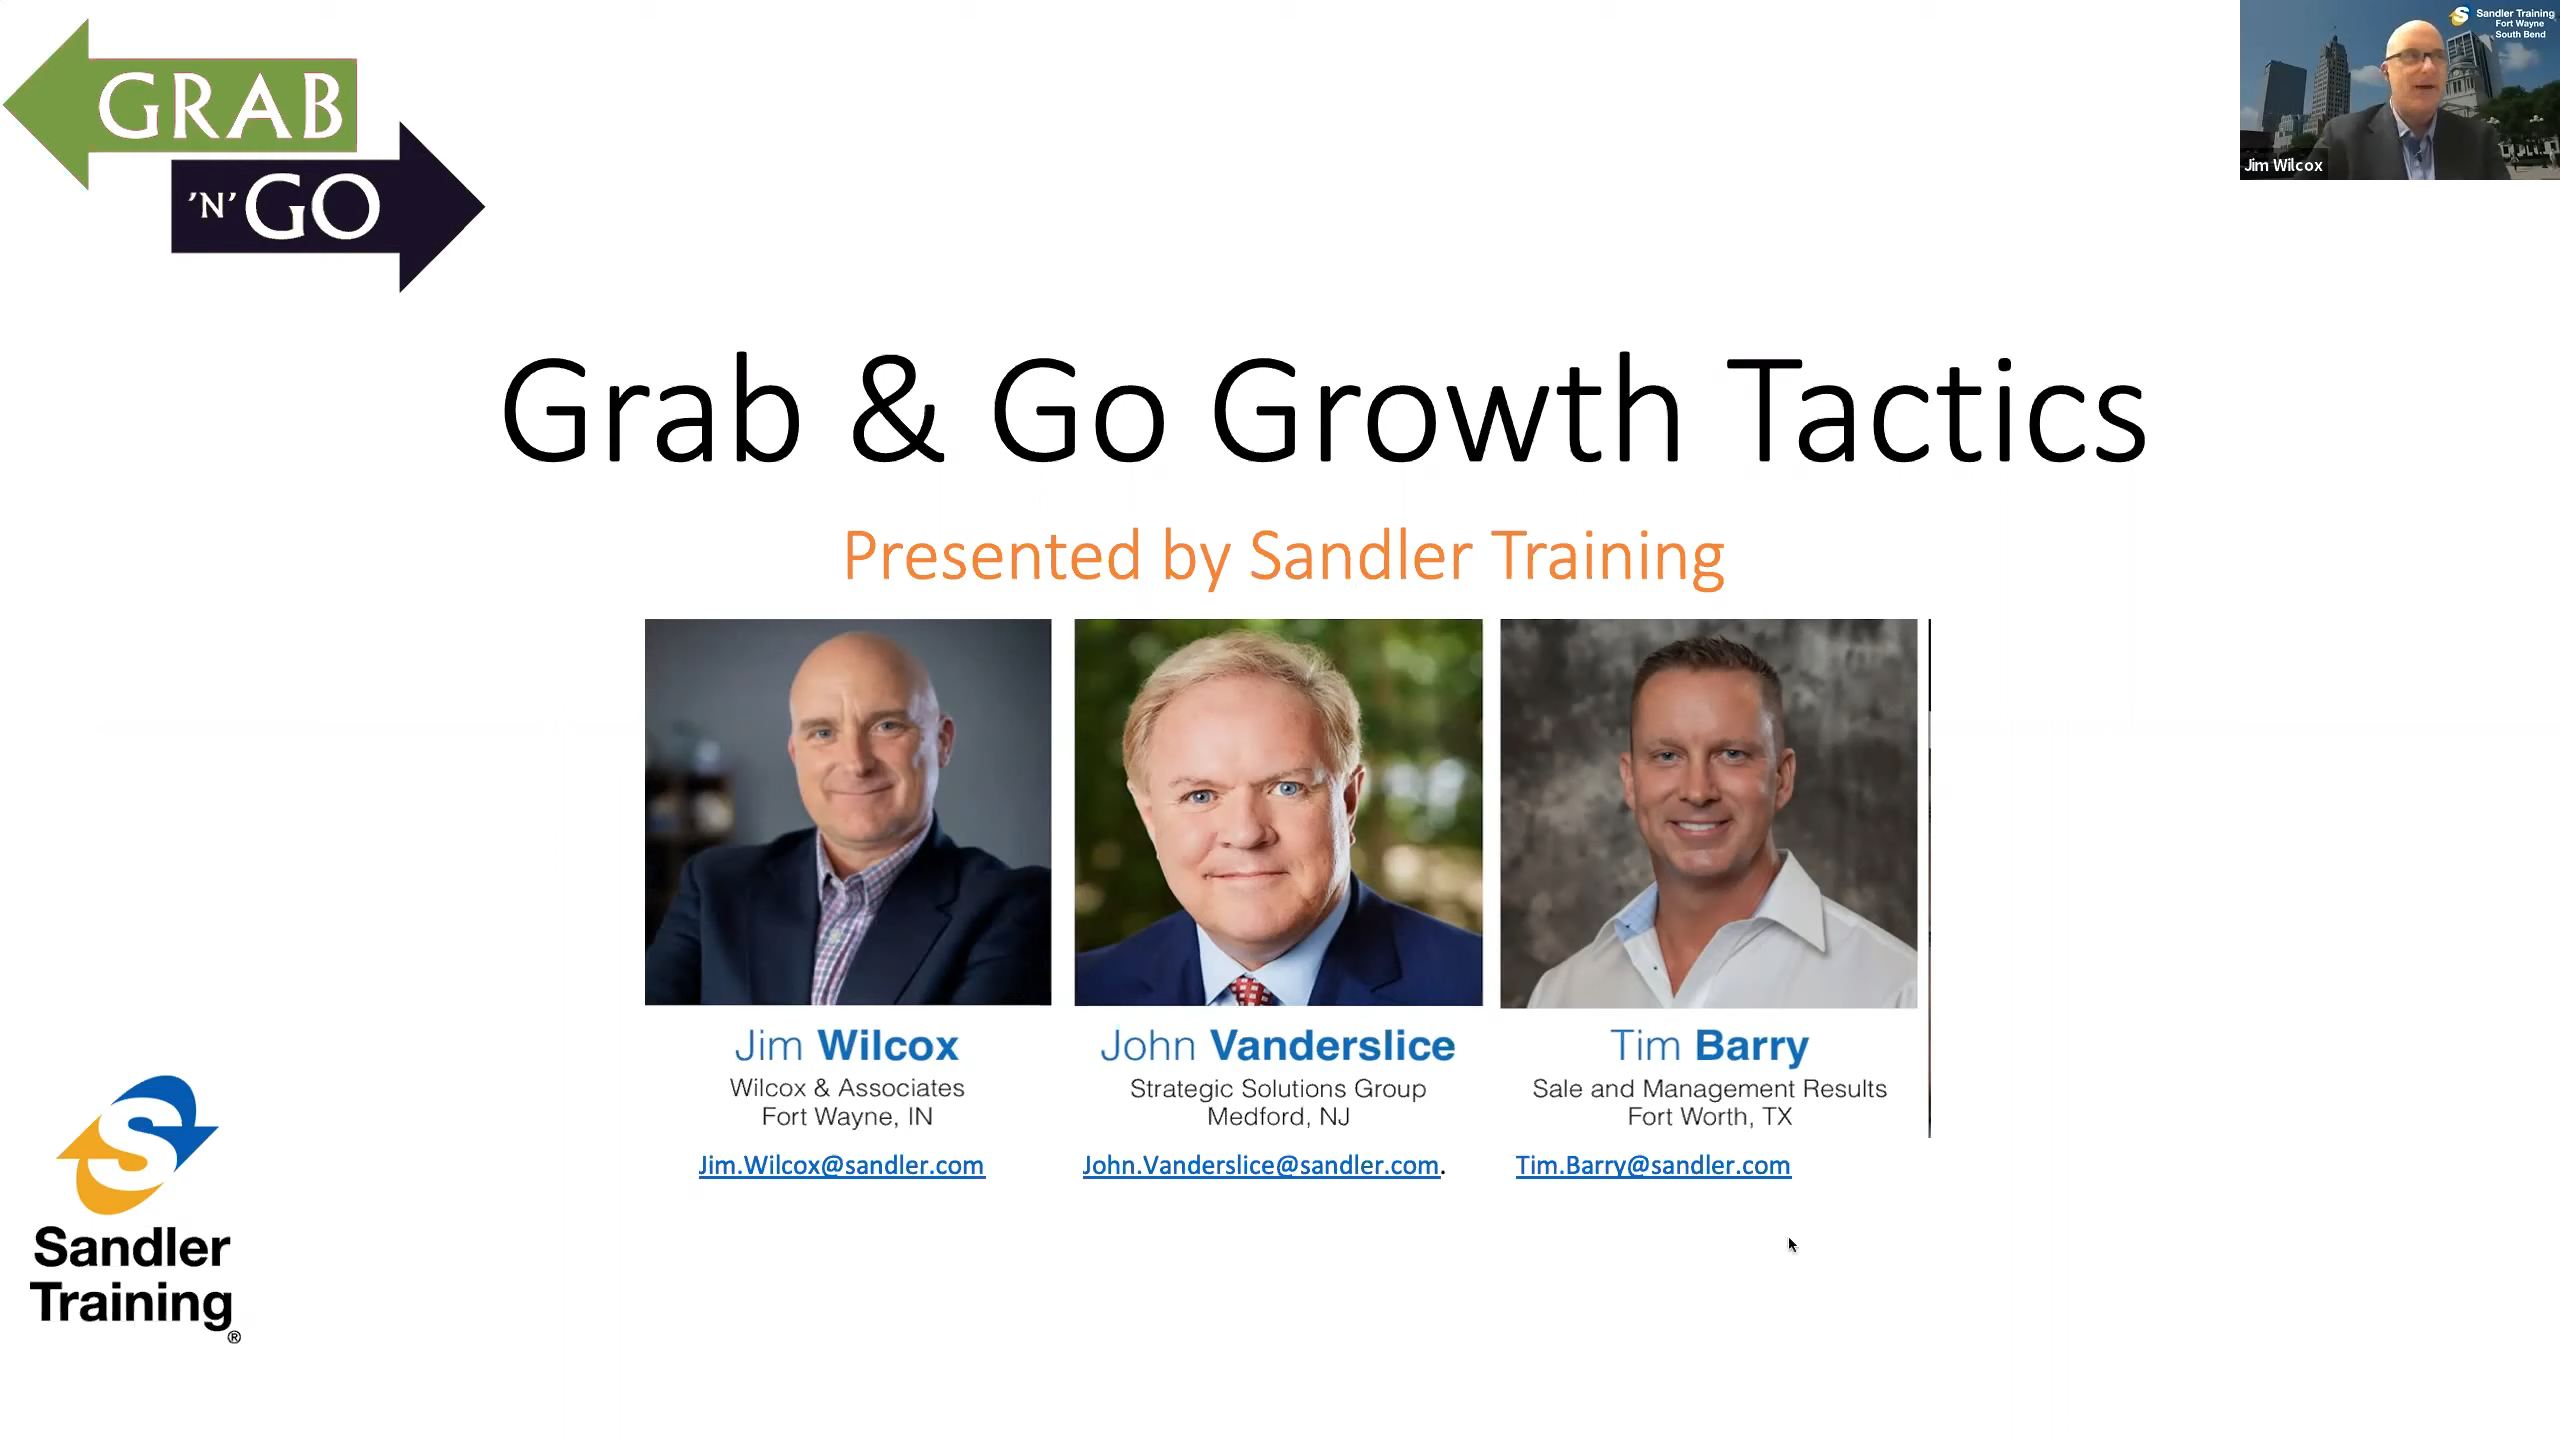 GRAB
'N' GO
Sandler Training
Fort Wayne
South Bend
Jim Wilcox
Grab & Go Growth Tactics
Presented by Sandler Training
Jim Wilcox
Wilcox & Associates
Fort Wayne, IN
Jim.Wilcox@sandler.com
John Vanderslice
Strategic Solutions Group
Medford, NJ
John.Vanderslice@sandler.com.
Tim Barry
Sale and Management Results
Fort Worth, TX
Tim.Barry@sandler.com
S
Sandler
Training®